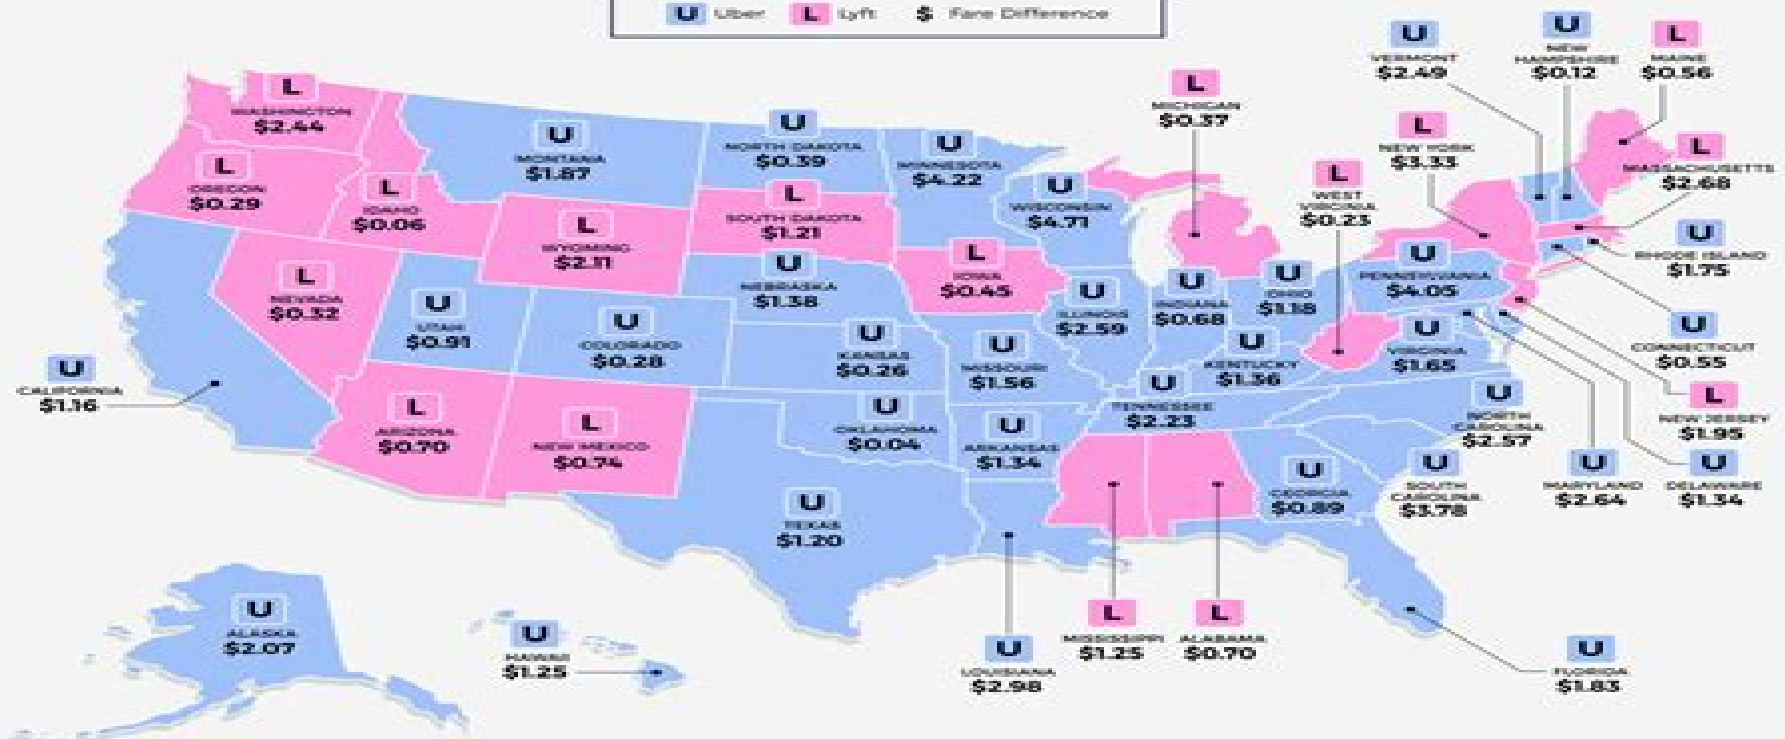 U Uber L Lyft $ Fare Difference
U
VERMONT
$2.49
U
NEW
HAMPSHIRE
$0.12
L
MAINE
$0.56
L
WASHINGTON
$2.44
L
MICHIGAN
$0.37
U
MONTANA
$1.87
U
NORTH DAKOTA
$0.39
U
MINNESOTA
$4.22
L
NEW YORK
$3.33
L
MASSACHUSETTS
$2.68
L
OREGON
$0.29
L
IDAHO
$0.06
L
WYOMING
$2.11
L
SOUTH DAKOTA
$1.21
U
WISCONSIN
$4.71
L
WEST
VIRGINIA
$0.23
U
RHODE ISLAND
$1.75
L
NEVADA
$0.32
U
UTAH
$0.91
U
COLORADO
$0.28
U
NEBRASKA
$1.38
L
IOWA
$0.45
U
ILLINOIS
$2.59
U
INDIANA
$0.68
U
OHIO
$1.18
U
PENNSYLVANIA
$4.05
U
CONNECTICUT
$0.55
U
CALIFORNIA
$1.16
U
KANSAS
$0.26
U
MISSOURI
$1.56
U
KENTUCKY
$1.36
U
VIRGINIA
$1.65
L
NEW JERSEY
$1.95
L
ARIZONA
$0.70
L
NEW MEXICO
$0.74
U
OKLAHOMA
$0.04
U
ARKANSAS
$1.34
U
TENNESSEE
$2.23
U
NORTH
CAROLINA
$2.57
U
TEXAS
$1.20
U
GEORGIA
$0.89
U
SOUTH
CAROLINA
$3.78
U
MARYLAND
$2.64
U
DELAWARE
$1.34
U
ALASKA
$2.07
U
HAWAII
$1.25
U
LOUISIANA
$2.98
L
MISSISSIPPI
$1.25
L
ALABAMA
$0.70
U
FLORIDA
$1.83